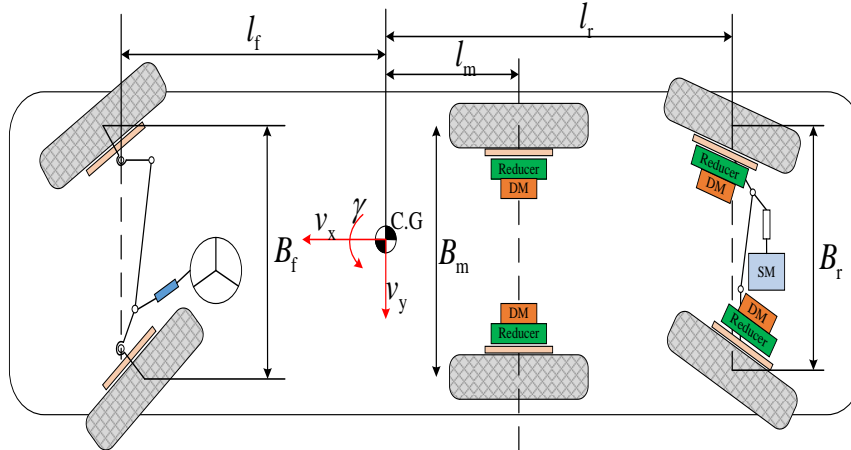 l_f
l_r
l_m
Reducer
DM
Reducer
DM
γ
C.G
v_x
B_f
B_m
B_r
v_y
SM
DM
Reducer
DM
Reducer